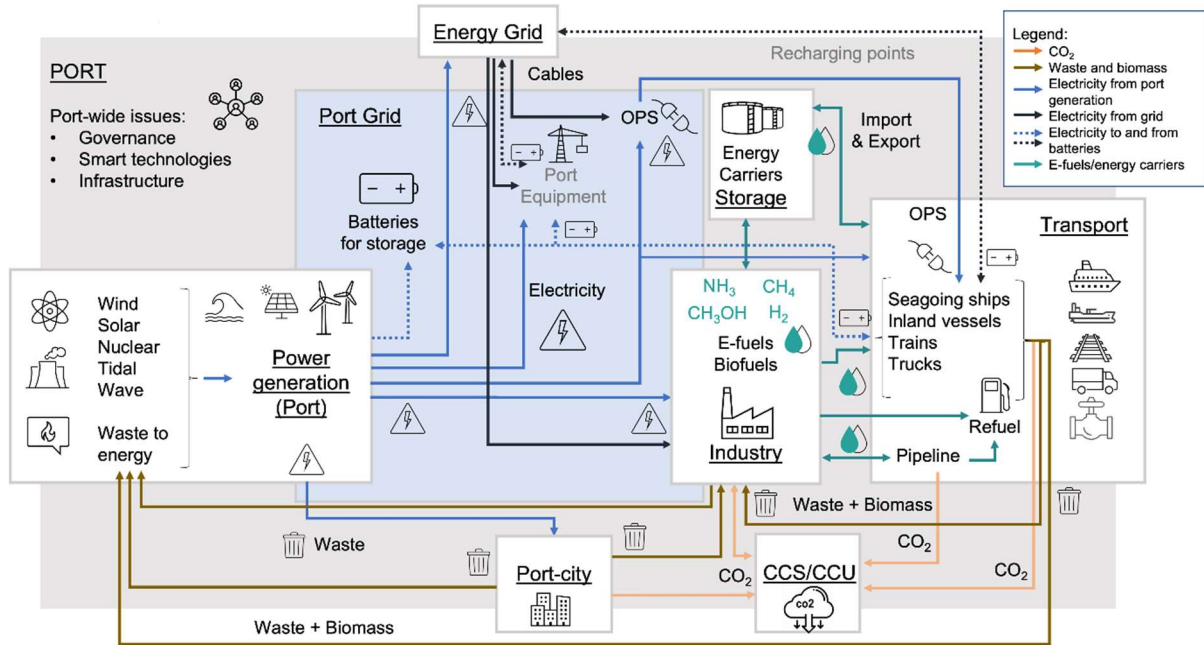 Energy Grid
Recharging points
Legend:
CO₂
Waste and biomass
Electricity from port
generation
Electricity from grid
Electricity to and from
batteries
E-fuels/energy carriers
PORT
Port-wide issues:
• Governance
• Smart technologies
• Infrastructure
Cables
Port Grid
OPS
Port
Equipment
Batteries
for storage
- +
- +
- +
Electricity
Energy
Carriers
Storage
Import
& Export
OPS
Transport
- +
- +
Seagoing ships
Inland vessels
Trains
Trucks
Refuel
Pipeline
Wind
Solar
Nuclear
Tidal
Wave
Waste to
energy
Power
generation
(Port)
NH₃ CH₄
CH₃OH H₂
E-fuels
Biofuels
Industry
Waste
Waste + Biomass
Port-city
CO₂
CCS/CCU
co2
CO₂
CO₂
Waste + Biomass